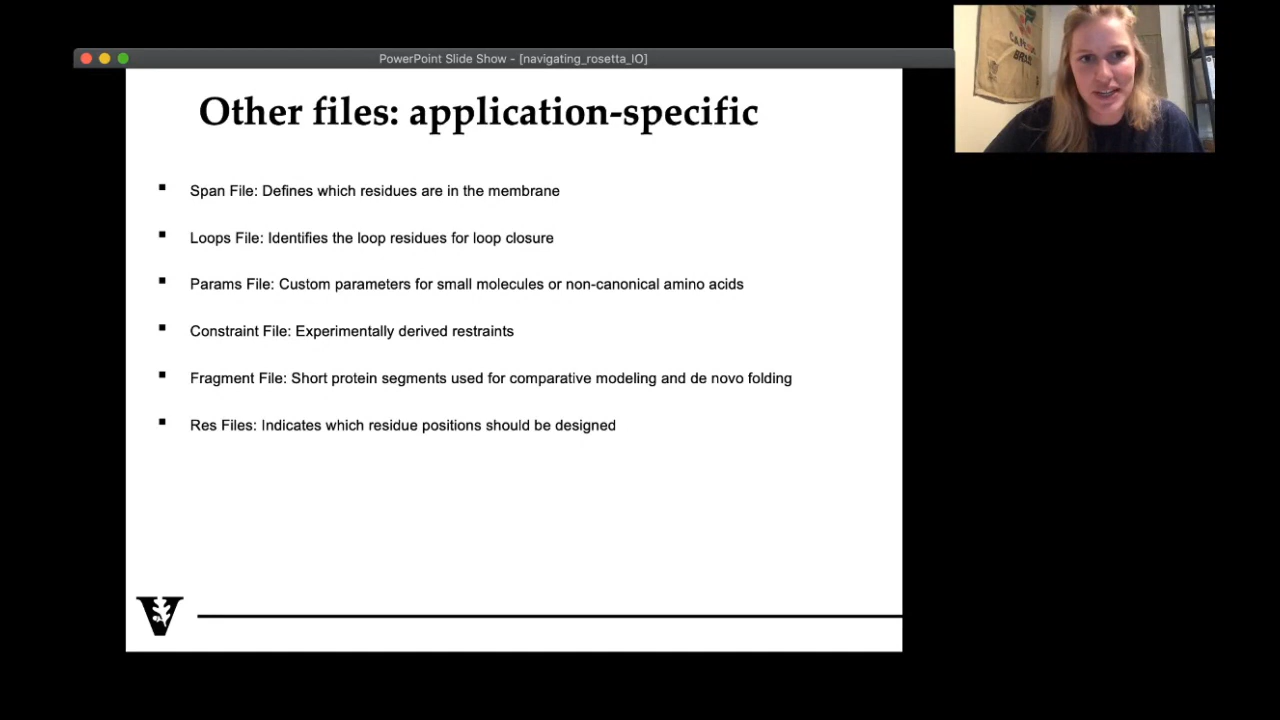 PowerPoint Slide Show - [navigating_rosetta_IO]
Other files: application-specific
Span File: Defines which residues are in the membrane
Loops File: Identifies the loop residues for loop closure
Params File: Custom parameters for small molecules or non-canonical amino acids
Constraint File: Experimentally derived restraints
Fragment File: Short protein segments used for comparative modeling and de novo folding
Res Files: Indicates which residue positions should be designed
V